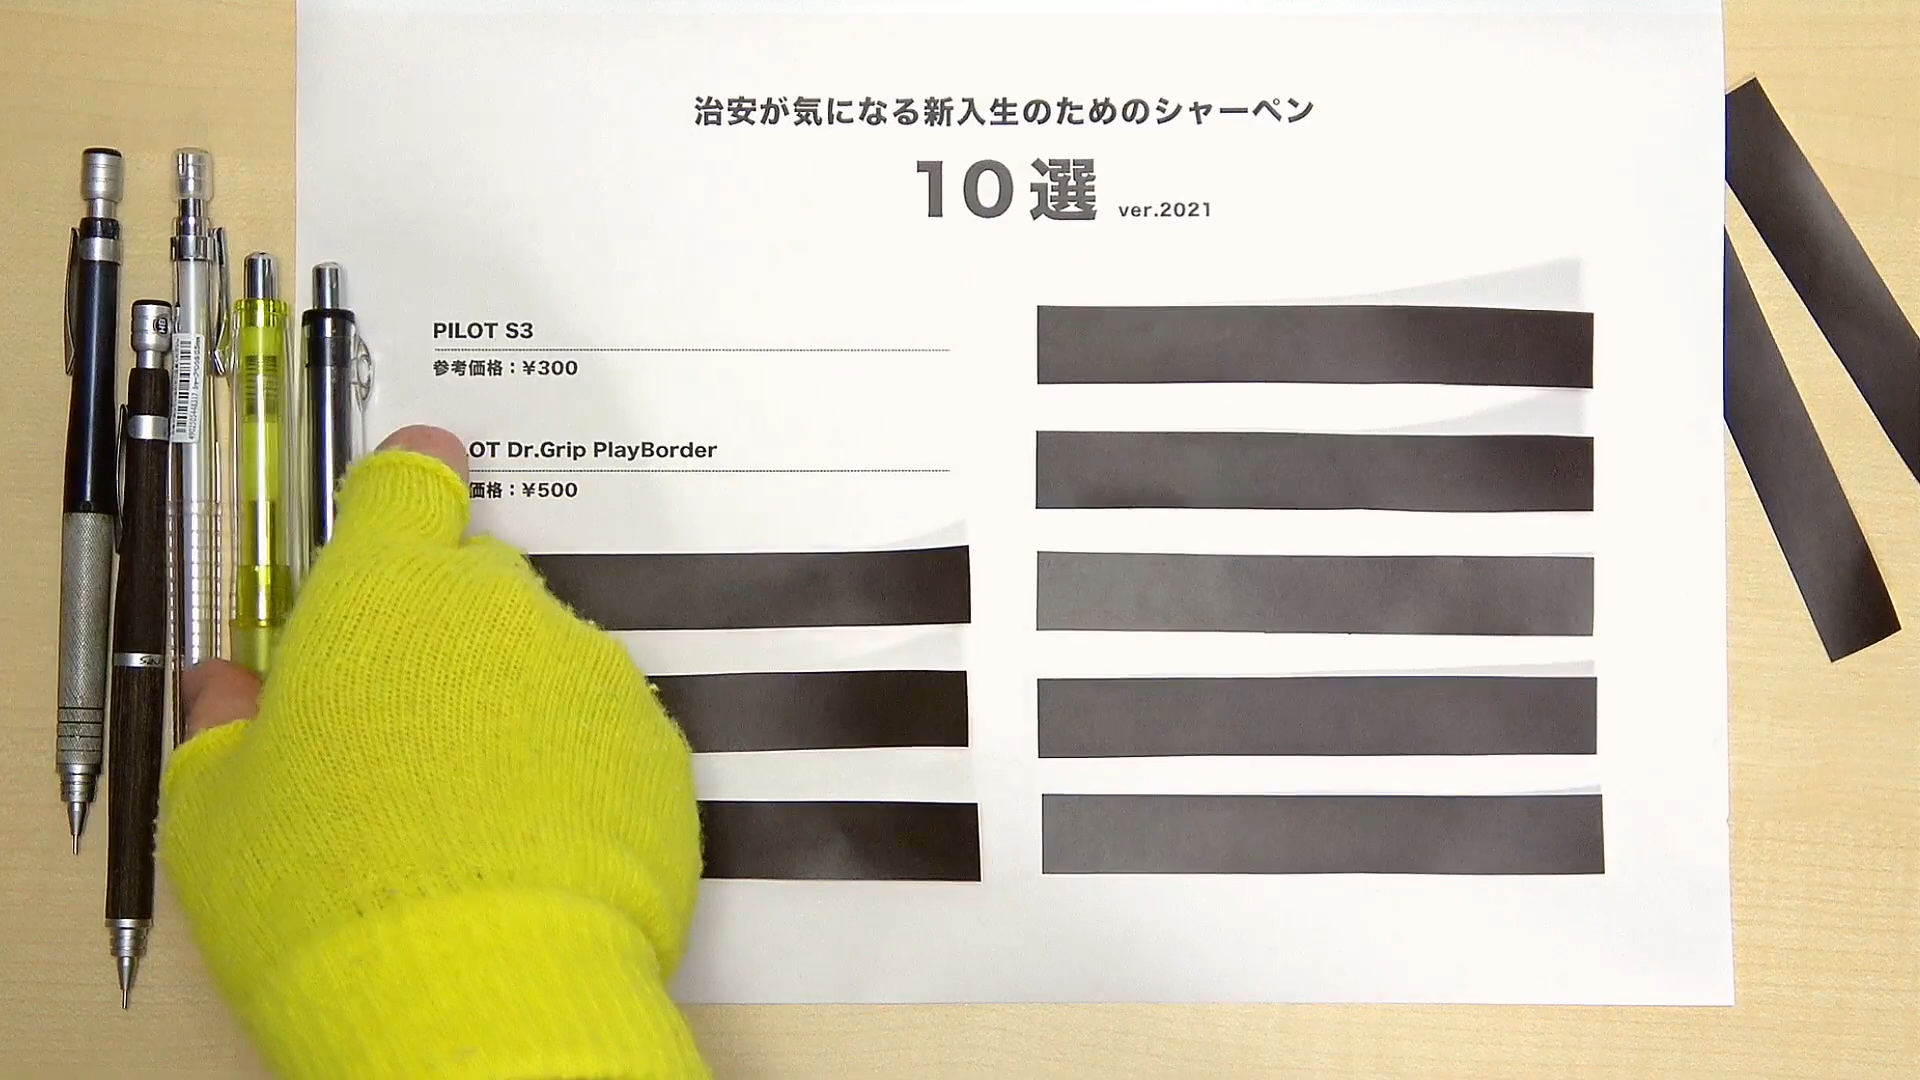 治安が気になる新入生のためのシャーペン
10選 ver.2021
PILOT S3
参考価格：¥300
LOT Dr.Grip PlayBorder
価格：¥500